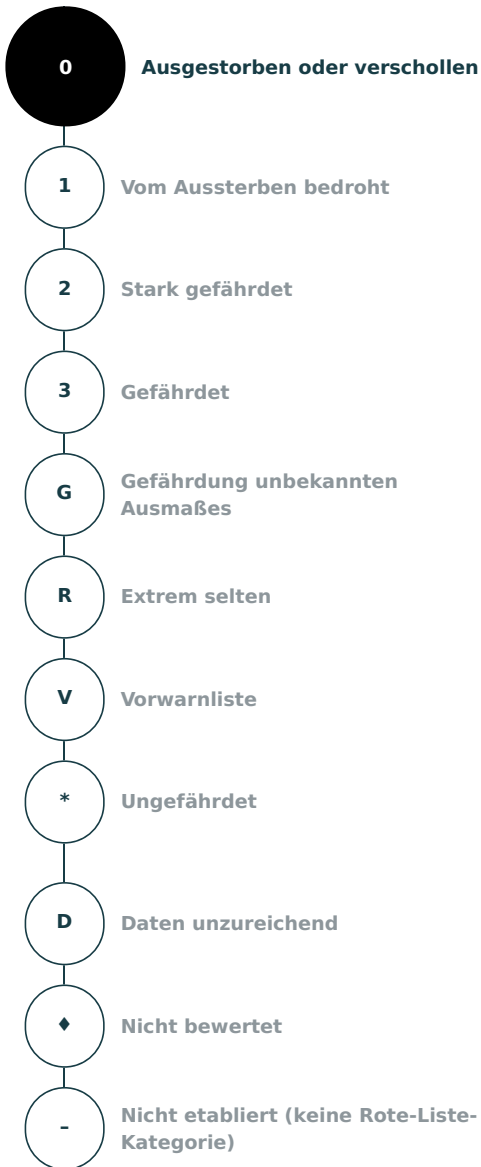 0 Ausgestorben oder verschollen
1 Vom Aussterben bedroht
2 Stark gefährdet
3 Gefährdet
G Gefährdung unbekannten
Ausmaßes
R Extrem selten
V Vorwarnliste
* Ungefährdet
D Daten unzureichend
♦ Nicht bewertet
– Nicht etabliert (keine Rote-Liste-
Kategorie)